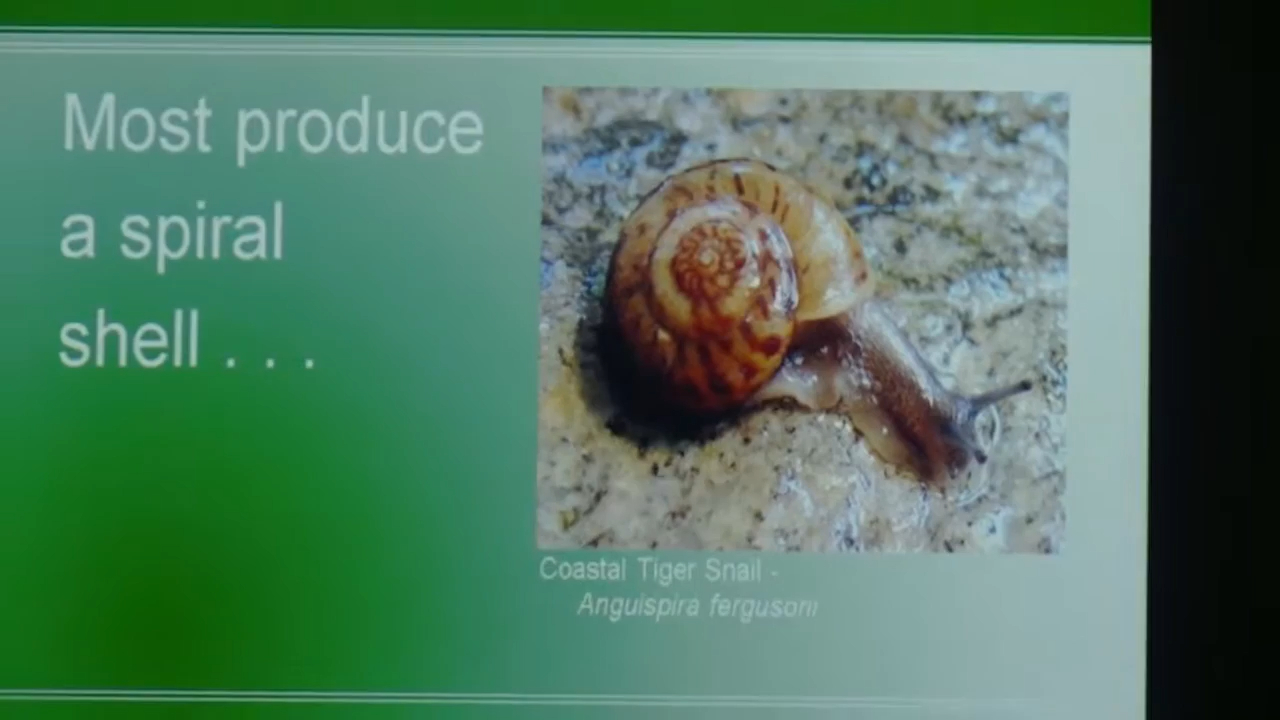 Most produce
a spiral
shell . . .
Coastal Tiger Snail -
Anguispira fergusoni